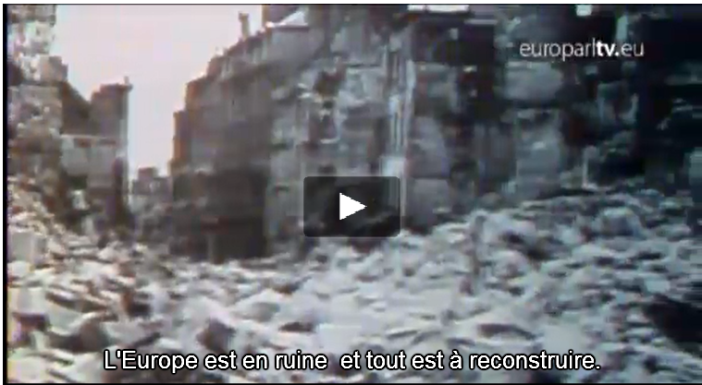 europarltv.eu
L'Europe est en ruine et tout est à reconstruire.